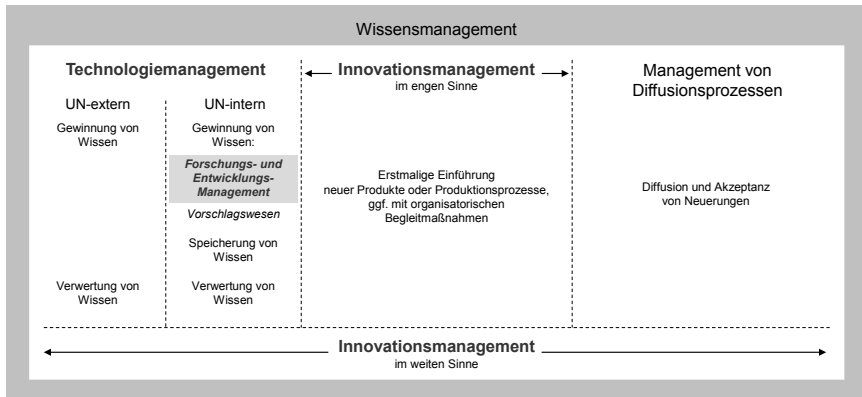 Wissensmanagement
Technologiemanagement
UN-extern
Gewinnung von
Wissen
Verwertung von
Wissen
UN-intern
Gewinnung von
Wissen:
Forschungs- und
Entwicklungs-
Management
Vorschlagswesen
Speicherung von
Wissen
Verwertung von
Wissen
Innovationsmanagement
im engen Sinne
Erstmalige Einführung
neuer Produkte oder Produktionsprozesse,
ggf. mit organisatorischen
Begleitmaßnahmen
Management von
Diffusionsprozessen
Diffusion und Akzeptanz
von Neuerungen
Innovationsmanagement
im weiten Sinne